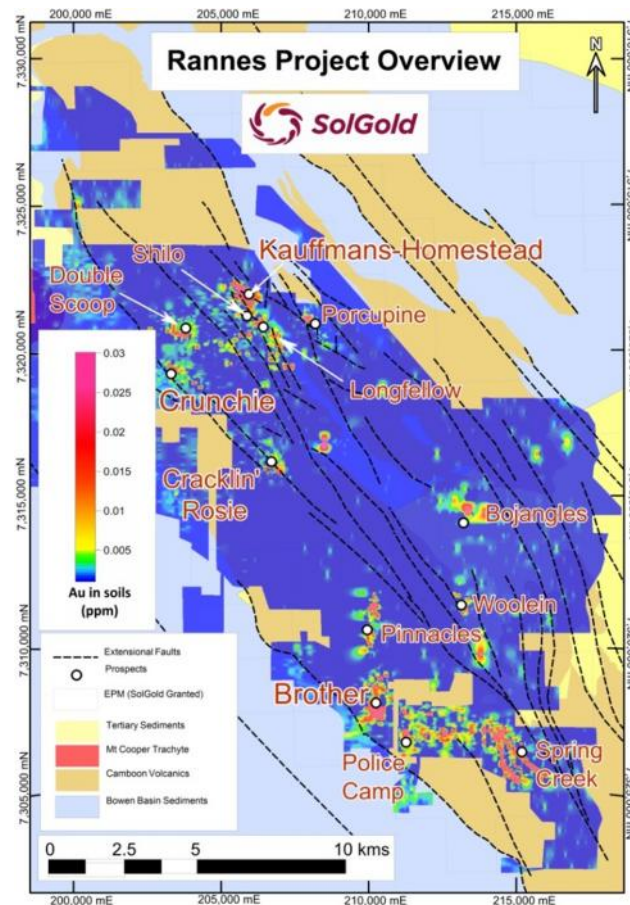 205,000 mE
210,000 mE
215,000 mE
7,330,000 mN
Rannes Project Overview
N
SolGold
7,325,000 mN
Kauffmans-Homestead
Shilo
Double
Scoop
Porcupine
7,320,000 mN
0.03
0.02
0.015
0.01
0.005
Au in soils
(ppm)
Longfellow
Crunchie
Cracklin'
Rosie
7,315,000 mN
Bojangles
Woolein
Pinnacles
7,310,000 mN
Brother
Police
Camp
Spring
Creek
7,305,000 mN
Extensional Faults
Prospects
EPM (SolGold Granted)
Tertiary Sediments
Mt Cooper Trachyte
Camboon Volcanics
Bowen Basin Sediments
0 2.5 5 10 kms
200,000 mE
205,000 mE
210,000 mE
215,000 mE